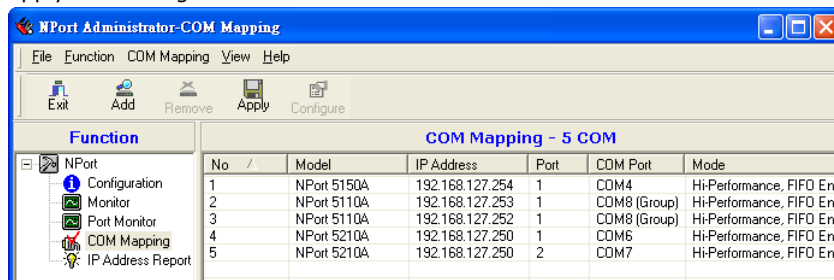 NPort Administrator-COM Mapping
File Function COM Mapping View Help
Exit Add Remove Apply Configure
Function
COM Mapping - 5 COM
NPort
Configuration
Monitor
Port Monitor
COM Mapping
IP Address Report
No Model IP Address Port COM Port Mode
1 NPort 5150A 192.168.127.254 1 COM4 Hi-Performance, FIFO En
2 NPort 5110A 192.168.127.253 1 COM8 (Group) Hi-Performance, FIFO En
3 NPort 5110A 192.168.127.252 1 COM8 (Group) Hi-Performance, FIFO En
4 NPort 5210A 192.168.127.250 1 COM6 Hi-Performance, FIFO En
5 NPort 5210A 192.168.127.250 2 COM7 Hi-Performance, FIFO En